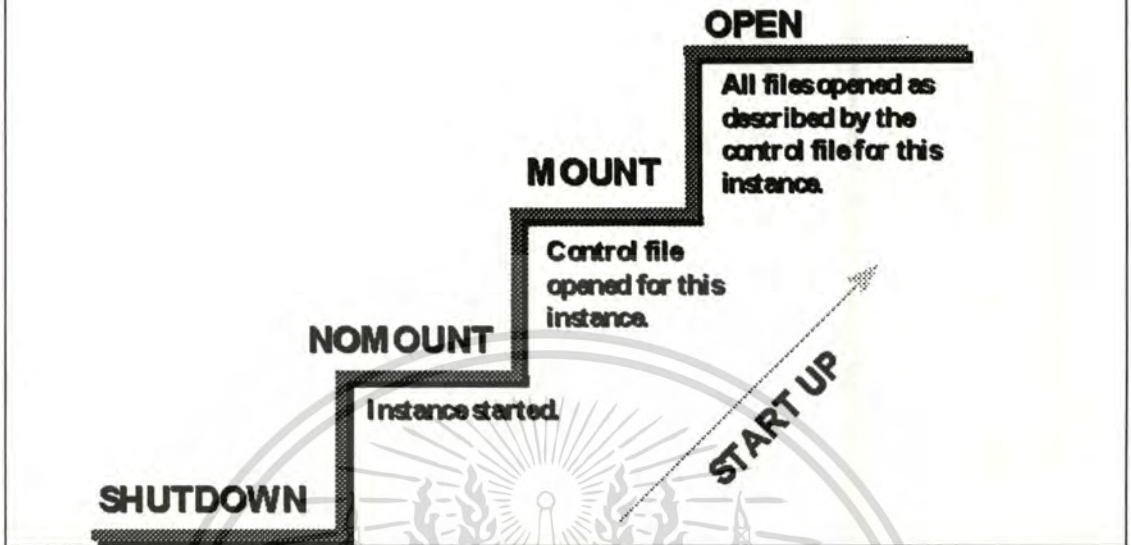 OPEN
All files opened as
described by the
control file for this
instance.
MOUNT
Control file
opened for this
instance.
NOMOUNT
Instance started.
START UP
SHUTDOWN